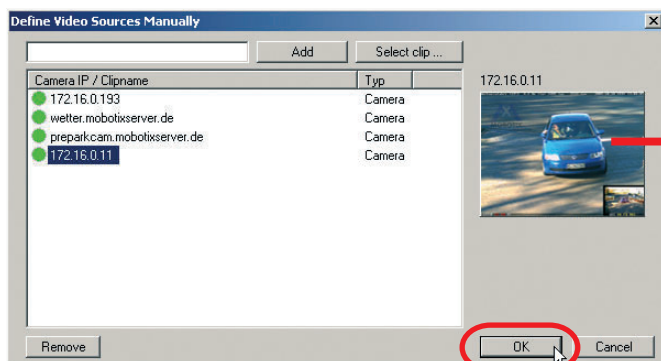 Define Video Sources Manually
Add
Select clip ...
Camera IP / Clipname
Typ
172.16.0.193
Camera
wetter.mobotixserver.de
Camera
preparkcam.mobotixserver.de
Camera
172.16.0.11
Camera
172.16.0.11
Remove
OK
Cancel